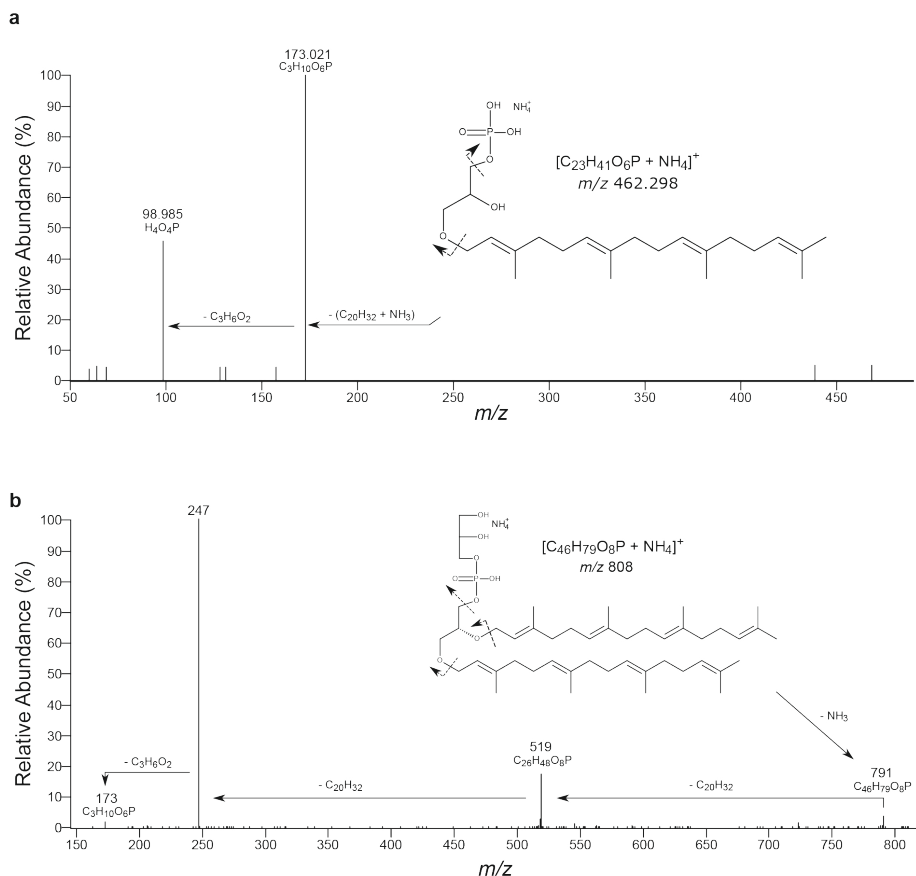 a
173.021
C₃H₁₀O₆P
100
90
80
70
60
50
40
30
20
10
0
Relative Abundance (%)
98.985
H₄O₄P
- C₃H₆O₂
- (C₂₀H₃₂ + NH₃)
OH
NH₄⁺
O
P
OH
O
OH
O
[C₂₃H₄₁O₆P + NH₄]⁺
m/z 462.298
50
100
150
200
250
300
350
400
450
m/z
b
247
100
90
80
70
60
50
40
30
20
10
0
Relative Abundance (%)
OH
NH₄⁺
OH
O
O
P
OH
O
O
O
[C₄₆H₇₉O₈P + NH₄]⁺
m/z 808
- NH₃
- C₃H₆O₂
173
C₃H₁₀O₆P
- C₂₀H₃₂
519
C₂₆H₄₈O₈P
- C₂₀H₃₂
791
C₄₆H₇₉O₈P
150
200
250
300
350
400
450
500
550
600
650
700
750
800
m/z